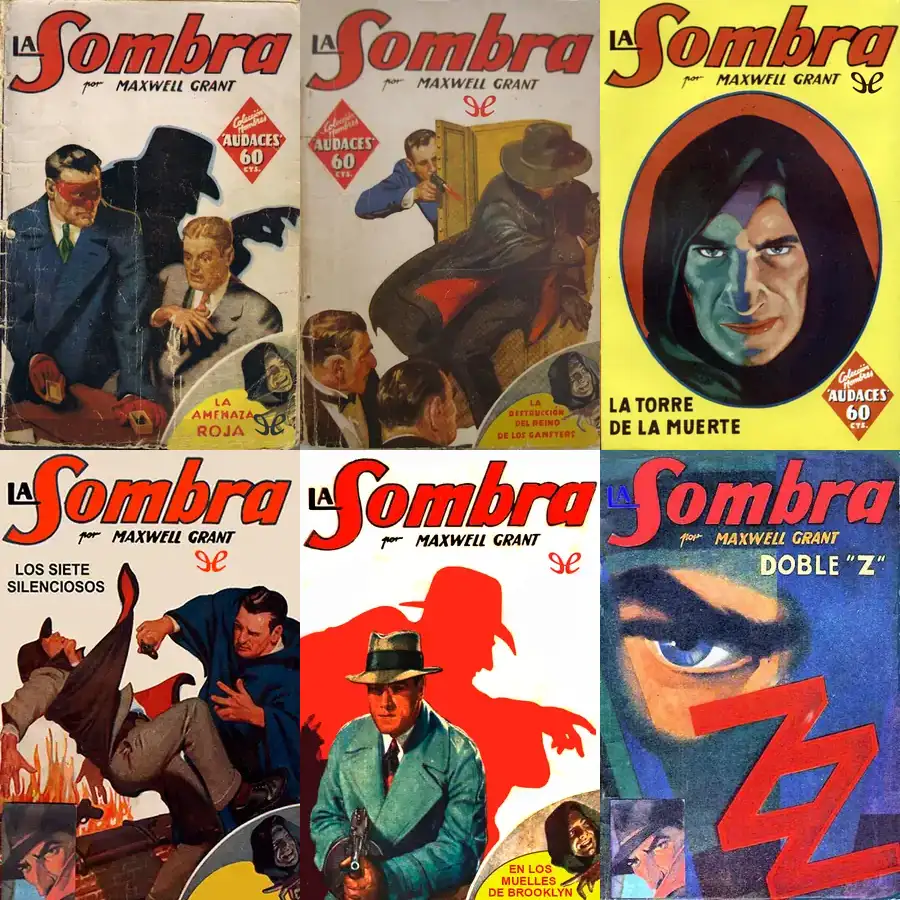 LA Sombra
por MAXWELL GRANT
Colección Hombres
"AUDACES"
60
CTS.
LA
AMENAZA
ROJA
LA Sombra
por MAXWELL GRANT
Colección Hombres
"AUDACES"
60
CTS.
LA
DESTRUCCIÓN
DEL REINO
DE LOS GANSTERS
LA Sombra
por MAXWELL GRANT
LA TORRE
DE LA MUERTE
Colección Hombres
"AUDACES"
60
CTS.
LA Sombra
por MAXWELL GRANT
LOS SIETE
SILENCIOSOS
LA Sombra
por MAXWELL GRANT
EN LOS
MUELLES
DE BROOKLYN
LA Sombra
por MAXWELL GRANT
DOBLE "Z"
ZZ